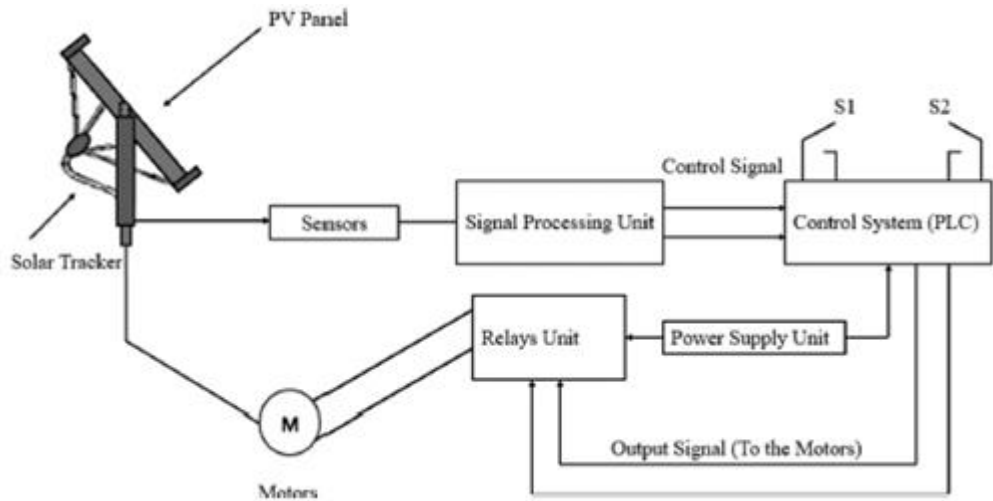 PV Panel
S1
S2
Control Signal
Sensors
Signal Processing Unit
Control System (PLC)
Solar Tracker
Relays Unit
Power Supply Unit
M
Output Signal (To the Motors)
Motors